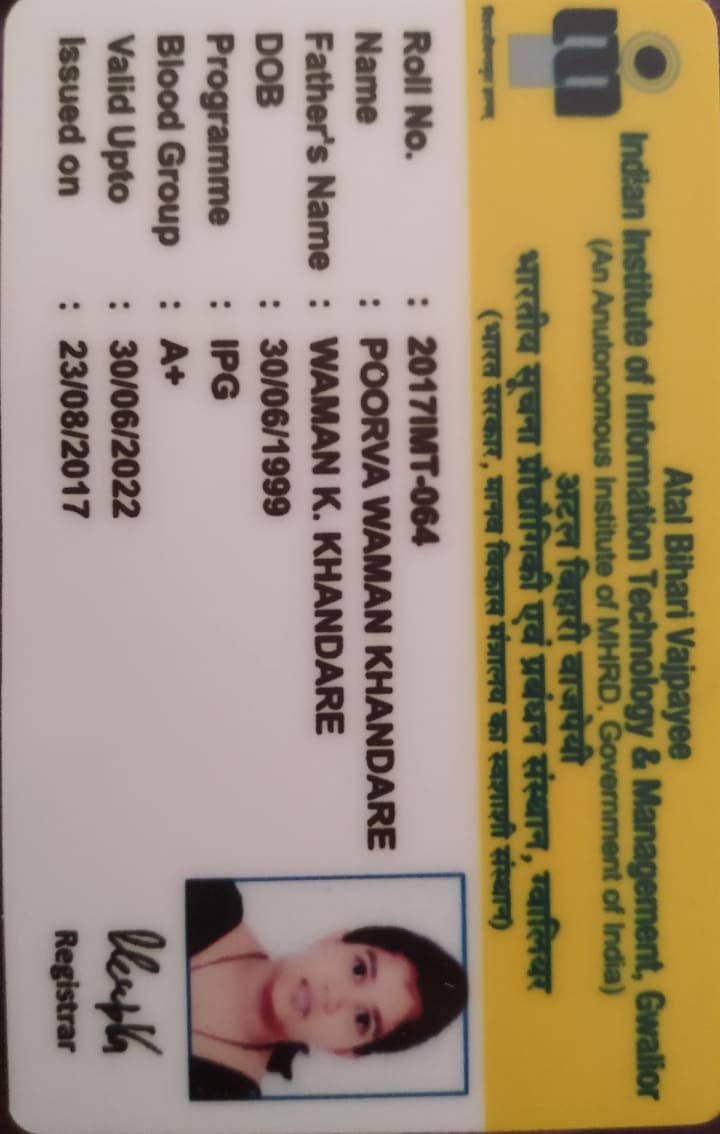 Atal Bihari Vajpayee
Indian Institute of Information Technology & Management, Gwalior
(An Anutonomous Institute of MHRD, Government of India)
अटल बिहारी वाजपेयी
भारतीय सूचना प्रौद्योगिकी एवं प्रबंधन संस्थान, ग्वालियर
(भारत सरकार, मानव विकास मंत्रालय का स्वशासी संस्थान)
Roll No. : 2017IMT-064
Name : POORVA WAMAN KHANDARE
Father's Name : WAMAN K. KHANDARE
DOB : 30/06/1999
Programme : IPG
Blood Group : A+
Valid Upto : 30/06/2022
Issued on : 23/08/2017
Registrar